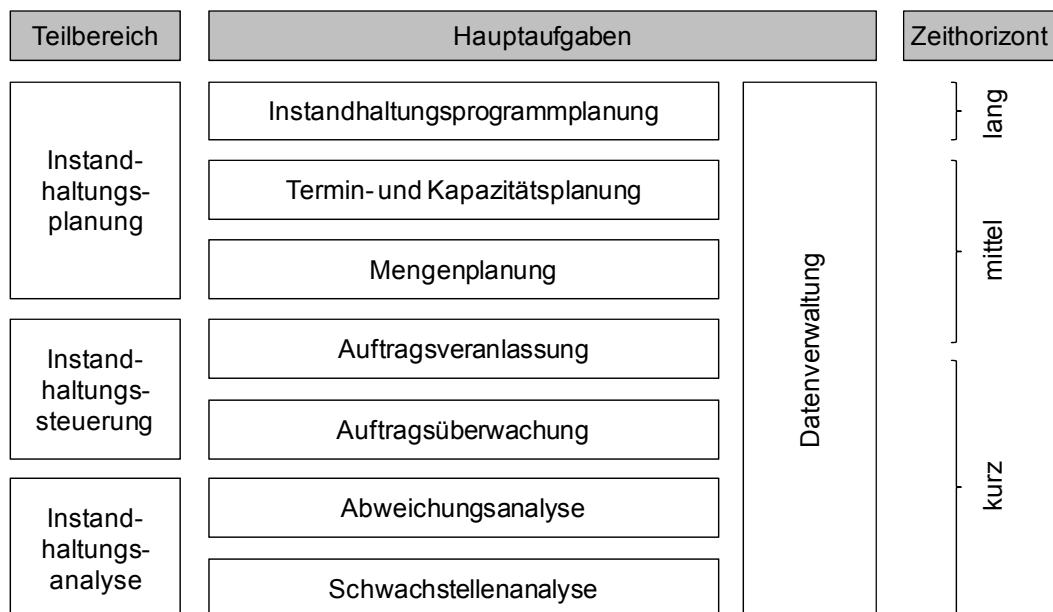 Teilbereich
Hauptaufgaben
Zeithorizont
Instand-
haltungs-
planung
Instandhaltungsprogrammplanung
Termin- und Kapazitätsplanung
Mengenplanung
Instand-
haltungs-
steuerung
Auftragsveranlassung
Auftragsüberwachung
Instand-
haltungs-
analyse
Abweichungsanalyse
Schwachstellenanalyse
Datenverwaltung
lang
mittel
kurz